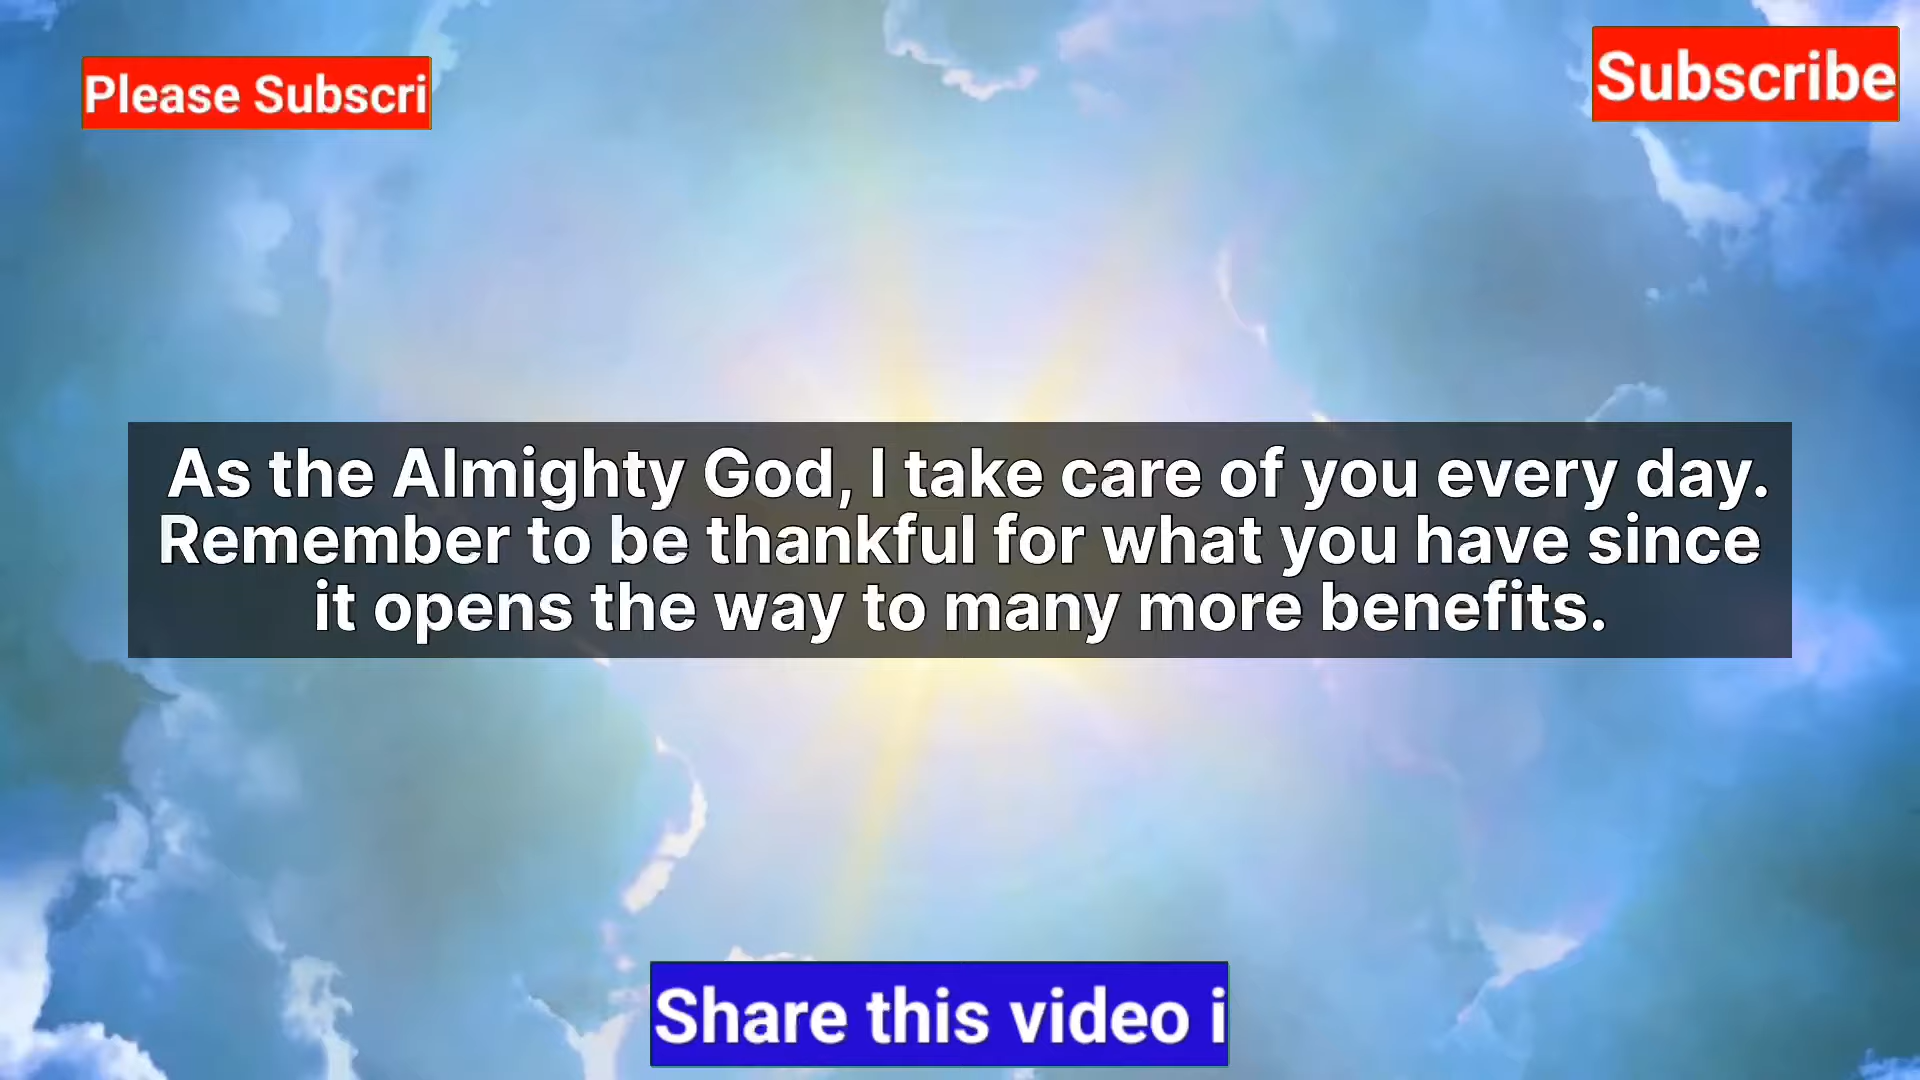 Please Subscri
Subscribe
As the Almighty God, I take care of you every day.
Remember to be thankful for what you have since
it opens the way to many more benefits.
Share this video i